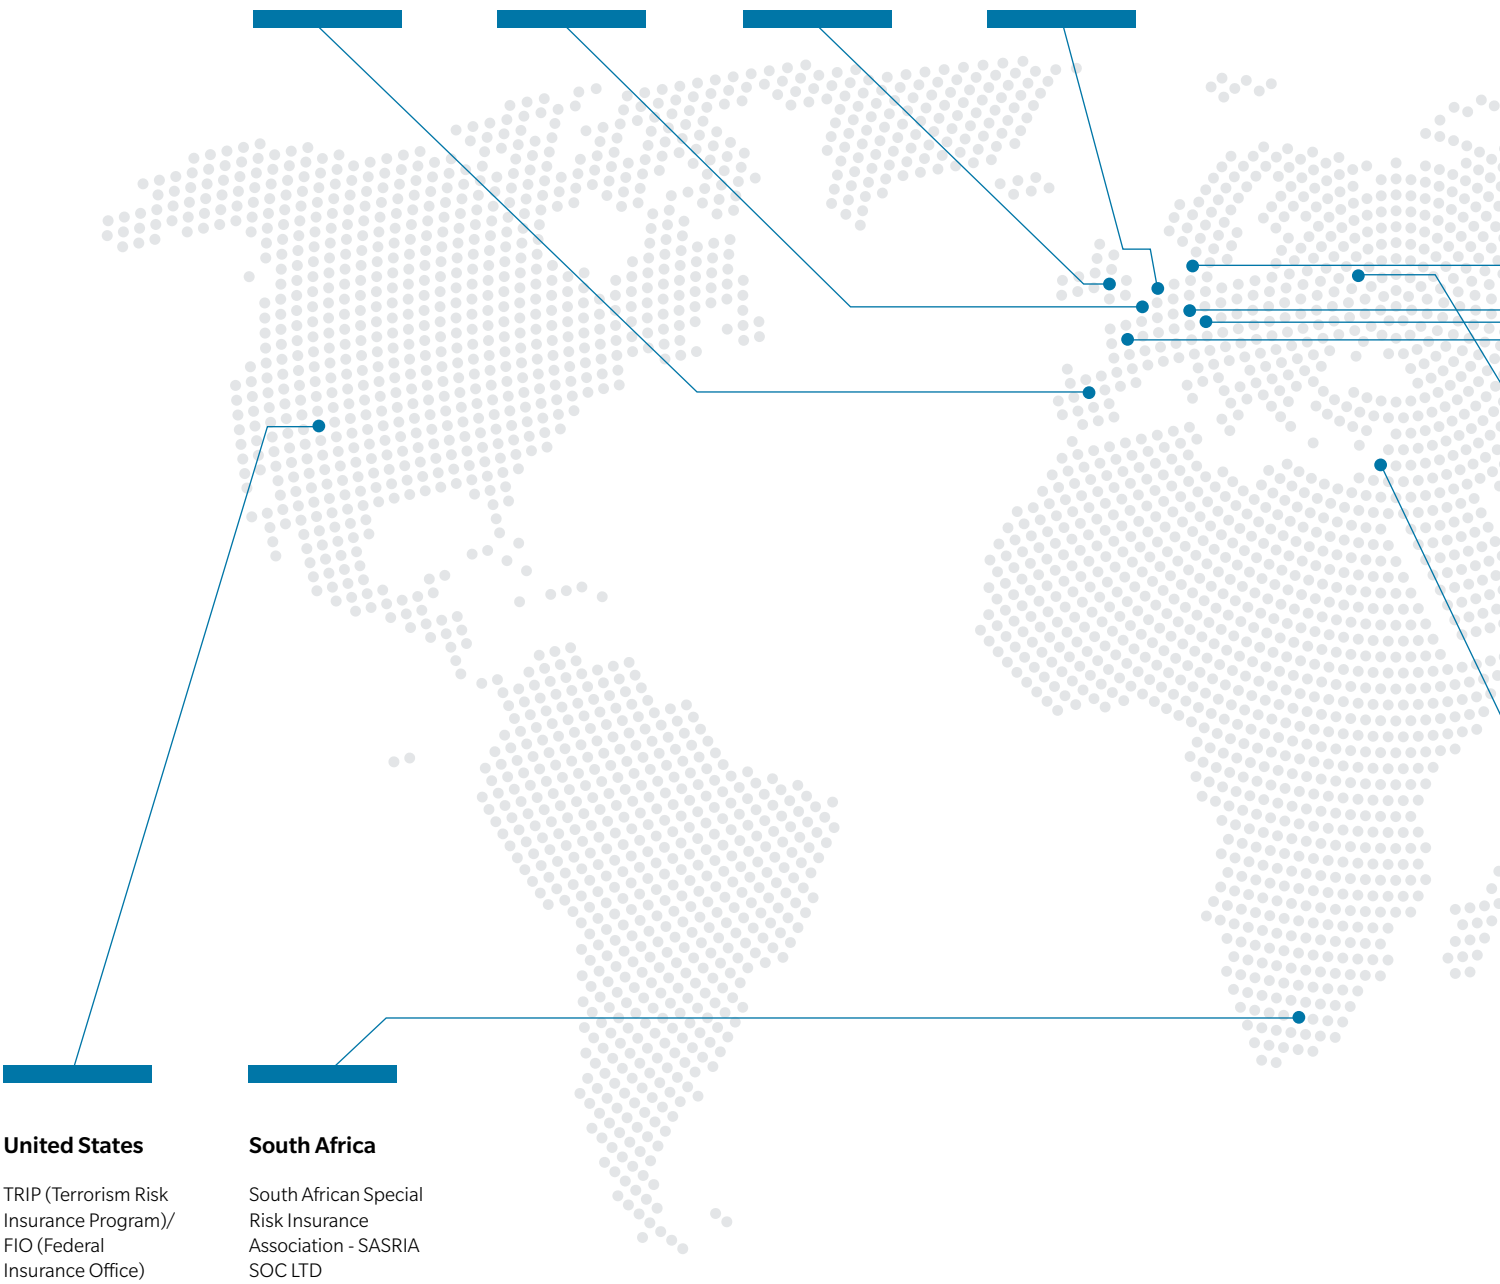 United States
TRIP (Terrorism Risk
Insurance Program)/
FIO (Federal
Insurance Office)
South Africa
South African Special
Risk Insurance
Association - SASRIA
SOC LTD